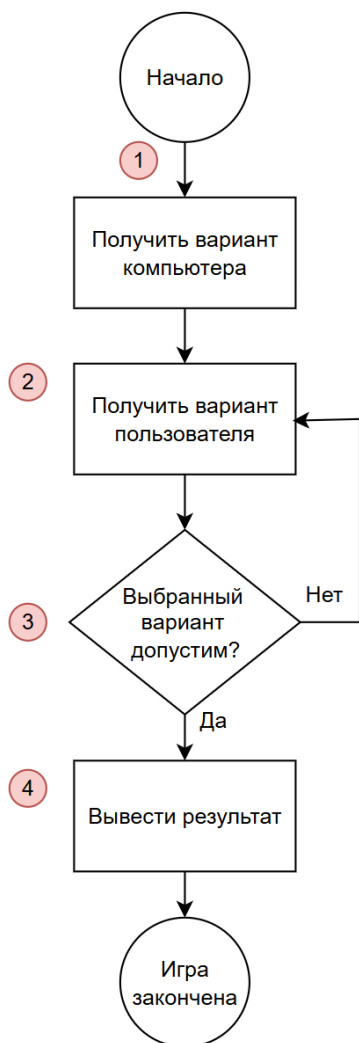 Начало
1
Получить вариант
компьютера
2
Получить вариант
пользователя
3
Выбранный
вариант
допустим?
Нет
Да
4
Вывести результат
Игра
закончена